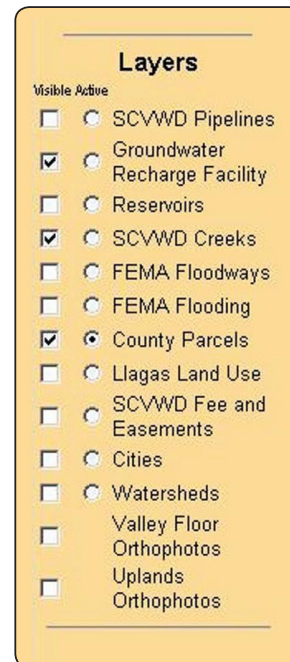 Layers
Visible Active
SCVWD Pipelines
Groundwater
Recharge Facility
Reservoirs
SCVWD Creeks
FEMA Floodways
FEMA Flooding
County Parcels
Llagas Land Use
SCVWD Fee and
Easements
Cities
Watersheds
Valley Floor
Orthophotos
Uplands
Orthophotos